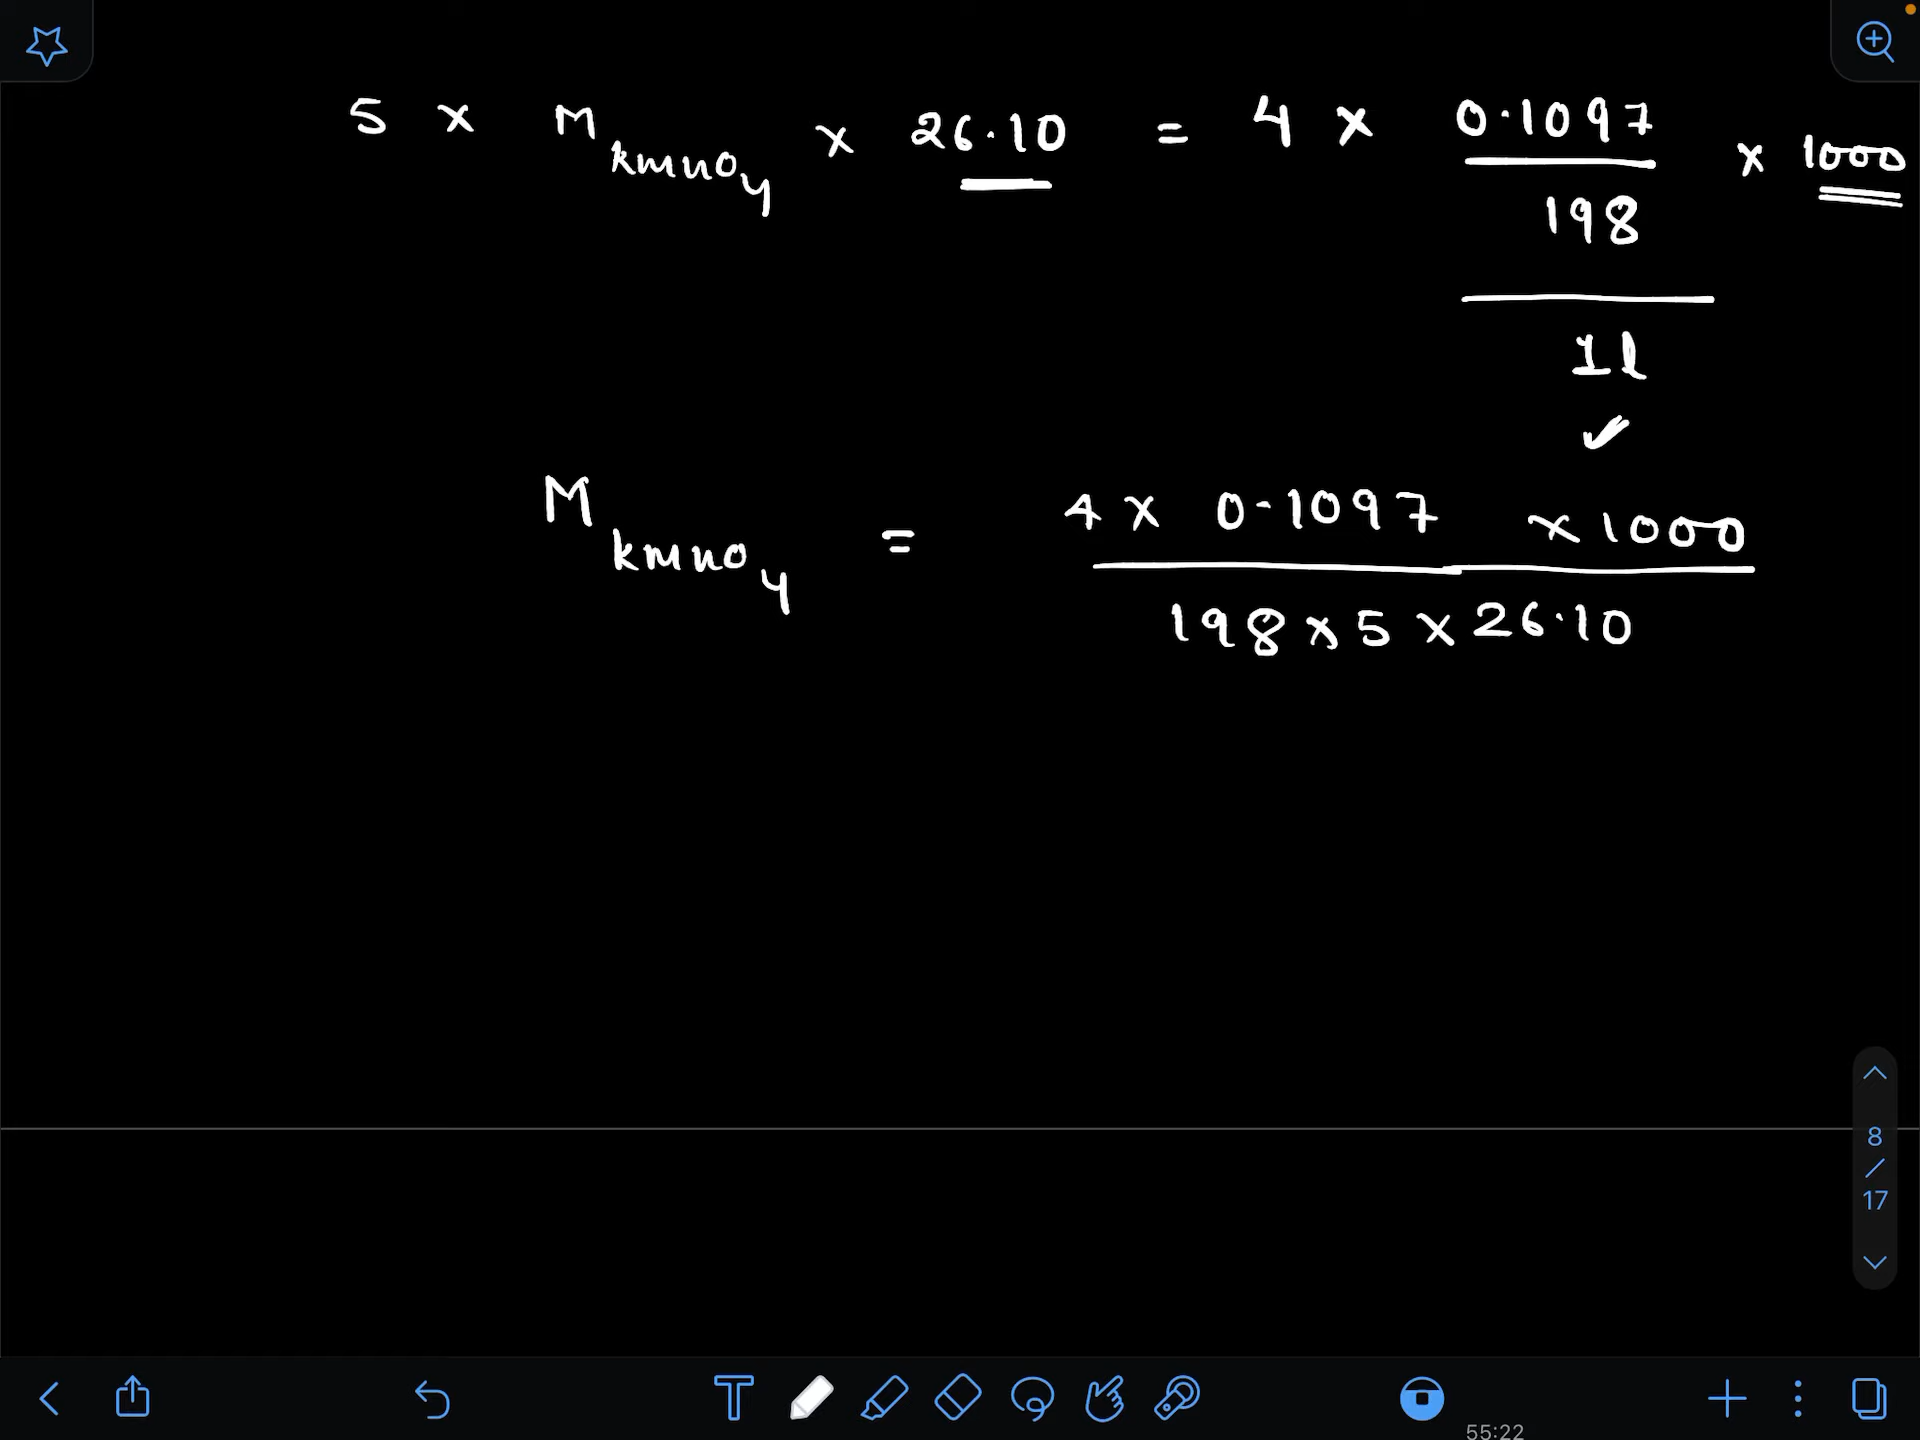 5 × M kmno4 × 26.10 = 4 × 0.1097 × 1000
198
1l
M kmno4 = 4 × 0.1097 × 1000
198 × 5 × 26.10
8
/
17
T
55:22